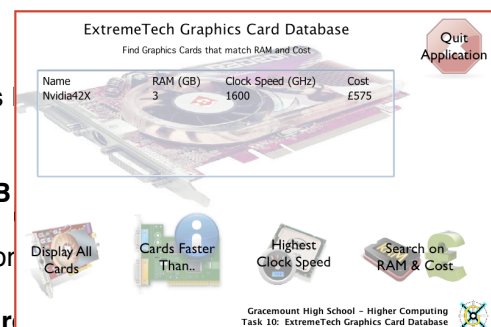 ExtremeTech Graphics Card Database
Find Graphics Cards that match RAM and Cost
Quit
Application
Name RAM (GB) Clock Speed (GHz) Cost
Nvidia42X 3 1600 £575
Display All
Cards
Cards Faster
Than..
Highest
Clock Speed
Search on
RAM & Cost
Gracemount High School - Higher Computing
Task 10: ExtremeTech Graphics Card Database